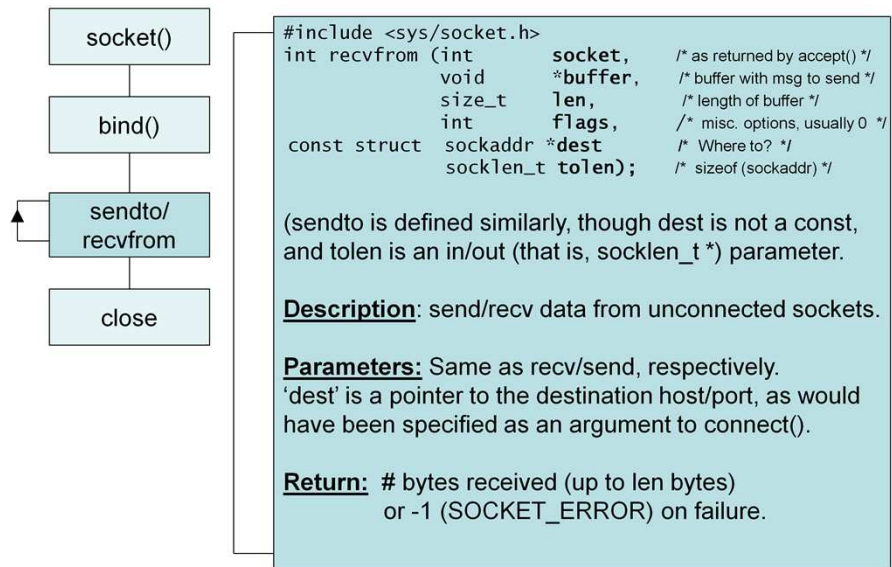 socket()
bind()
sendto/
recvfrom
close
#include <sys/socket.h>
int recvfrom (int socket, /* as returned by accept() */
void *buffer, /* buffer with msg to send */
size_t len, /* length of buffer */
int flags, /* misc. options, usually 0 */
const struct sockaddr *dest /* Where to? */
socklen_t tolen); /* sizeof (sockaddr) */
(sendto is defined similarly, though dest is not a const,
and tolen is an in/out (that is, socklen_t *) parameter.
Description: send/recv data from unconnected sockets.
Parameters: Same as recv/send, respectively.
‘dest’ is a pointer to the destination host/port, as would
have been specified as an argument to connect().
Return: # bytes received (up to len bytes)
or -1 (SOCKET_ERROR) on failure.